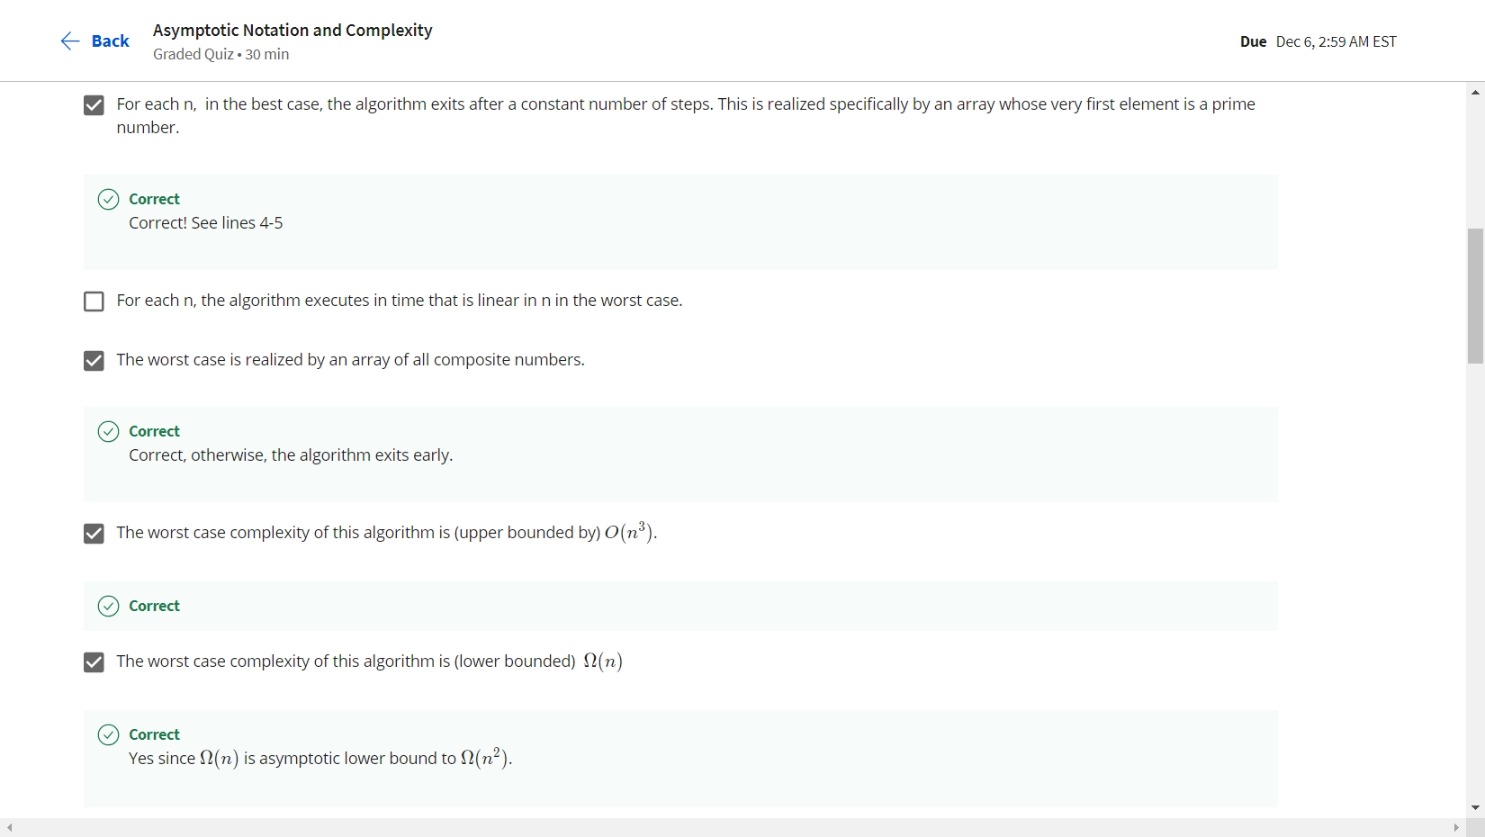 Back
Asymptotic Notation and Complexity
Graded Quiz • 30 min
Due Dec 6, 2:59 AM EST
For each n, in the best case, the algorithm exits after a constant number of steps. This is realized specifically by an array whose very first element is a prime
number.
Correct
Correct! See lines 4-5
For each n, the algorithm executes in time that is linear in n in the worst case.
The worst case is realized by an array of all composite numbers.
Correct
Correct, otherwise, the algorithm exits early.
The worst case complexity of this algorithm is (upper bounded by) O(n³).
Correct
The worst case complexity of this algorithm is (lower bounded) Ω(n)
Correct
Yes since Ω(n) is asymptotic lower bound to Ω(n²).